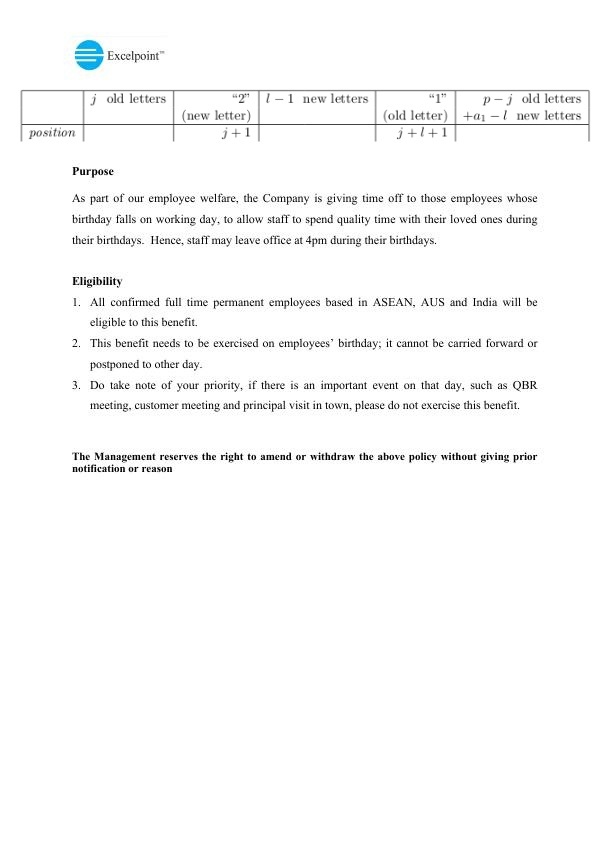 Excelpoint™
j old letters “2” l − 1 new letters “1” p − j old letters
(new letter) (old letter) +a₁ − l new letters
position j + 1 j + l + 1
Purpose
As part of our employee welfare, the Company is giving time off to those employees whose
birthday falls on working day, to allow staff to spend quality time with their loved ones during
their birthdays. Hence, staff may leave office at 4pm during their birthdays.
Eligibility
1. All confirmed full time permanent employees based in ASEAN, AUS and India will be
eligible to this benefit.
2. This benefit needs to be exercised on employees’ birthday; it cannot be carried forward or
postponed to other day.
3. Do take note of your priority, if there is an important event on that day, such as QBR
meeting, customer meeting and principal visit in town, please do not exercise this benefit.
The Management reserves the right to amend or withdraw the above policy without giving prior
notification or reason